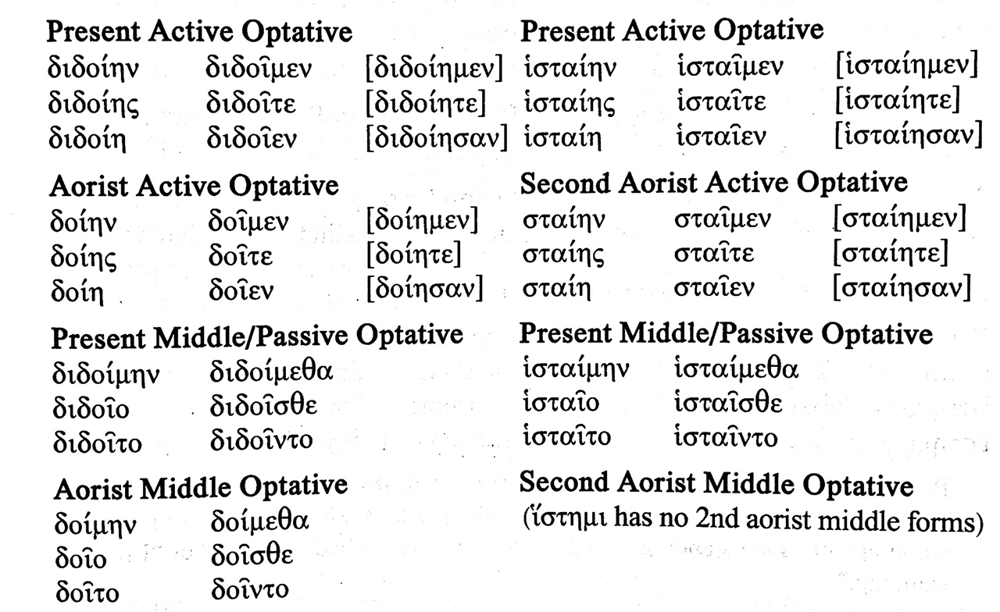 Present Active Optative
διδοίην διδοῖμεν [διδοίημεν]
διδοίης διδοῖτε [διδοίητε]
διδοίη διδοῖεν [διδοίησαν]
Aorist Active Optative
δοίην δοῖμεν [δοίημεν]
δοίης δοῖτε [δοίητε]
δοίη δοῖεν [δοίησαν]
Present Middle/Passive Optative
διδοίμην διδοίμεθα
διδοῖο διδοῖσθε
διδοῖτο διδοῖντο
Aorist Middle Optative
δοίμην δοίμεθα
δοῖο δοῖσθε
δοῖτο δοῖντο
Present Active Optative
ἱσταίην ἱσταῖμεν [ἱσταίημεν]
ἱσταίης ἱσταῖτε [ἱσταίητε]
ἱσταίη ἱσταῖεν [ἱσταίησαν]
Second Aorist Active Optative
σταίην σταῖμεν [σταίημεν]
σταίης σταῖτε [σταίητε]
σταίη σταῖεν [σταίησαν]
Present Middle/Passive Optative
ἱσταίμην ἱσταίμεθα
ἱσταῖο ἱσταῖσθε
ἱσταῖτο ἱσταῖντο
Second Aorist Middle Optative
(ἵστημι has no 2nd aorist middle forms)